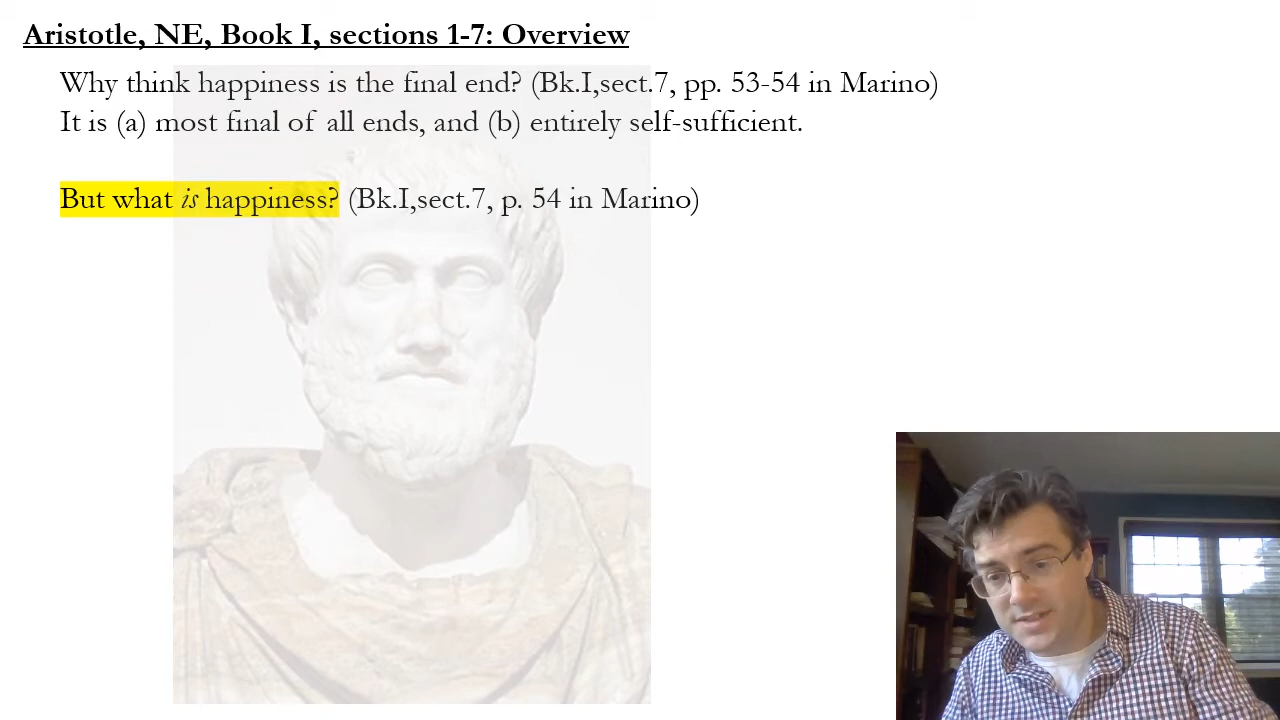 Aristotle, NE, Book I, sections 1-7: Overview
Why think happiness is the final end? (Bk.I,sect.7, pp. 53-54 in Marino)
It is (a) most final of all ends, and (b) entirely self-sufficient.
But what is happiness? (Bk.I,sect.7, p. 54 in Marino)